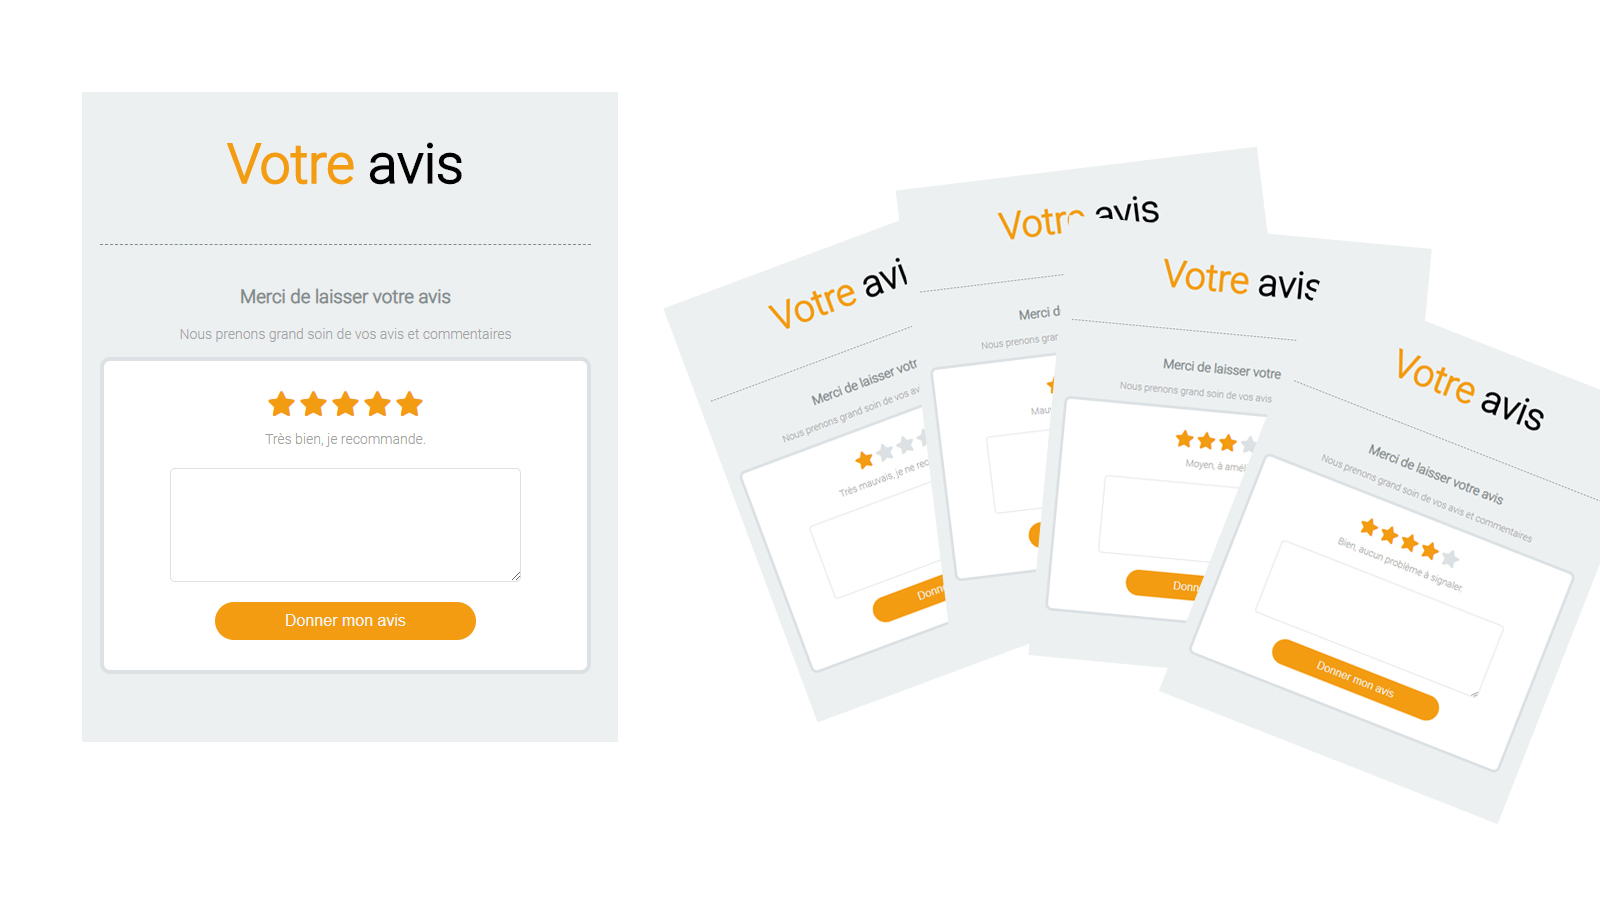 Votre avis
Merci de laisser votre avis
Nous prenons grand soin de vos avis et commentaires
Très bien, je recommande.
Donner mon avis
Votre avi
Merci de laisser votr
Nous prenons grand soin de vos av
Très mauvais, je ne rec
Donn
Votre avis
Merci d
Nous prenons grar
Mau
Votre avis
Merci de laisser votre
Nous prenons grand soin de vos avis
Moyen, à amél
Donn
Votre avis
Merci de laisser votre avis
Nous prenons grand soin de vos avis et commentaires
Bien, aucun problème à signaler.
Donner mon avis